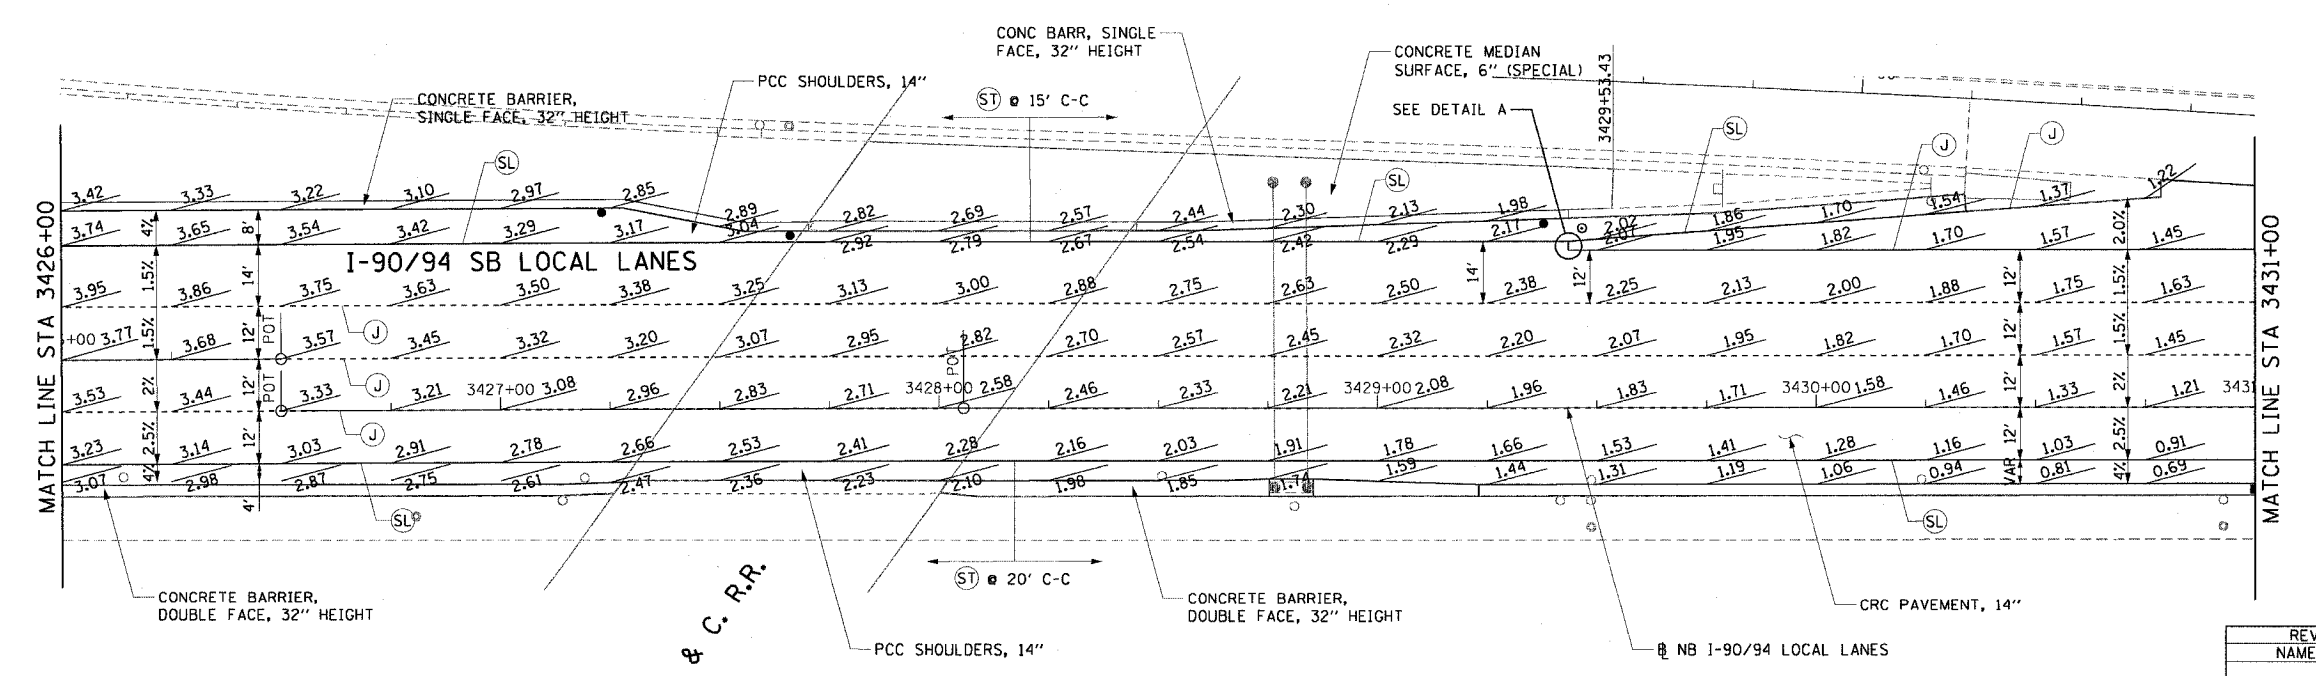 CONC BARR, SINGLE
FACE, 32" HEIGHT
CONCRETE MEDIAN
SURFACE, 6" (SPECIAL)
PCC SHOULDERS, 14"
CONCRETE BARRIER,
SINGLE FACE, 32" HEIGHT
ST @ 15' C-C
SEE DETAIL A
3429+53.43
SL
SL
SL
J
J
MATCH LINE STA 3426+00
3.42 3.33 3.22 3.10 2.97 2.85 2.89 2.82 2.69 2.57 2.44 2.30 2.13 1.98 2.02 1.86 1.70 1.54 1.37 1.22
4% 8' 2.0%
3.74 3.65 3.54 3.42 3.29 3.17 3.04 2.92 2.79 2.67 2.54 2.42 2.29 2.17 2.07 1.95 1.82 1.70 1.57 1.45
I-90/94 SB LOCAL LANES
1.5% 14' 14' 12' 12' 1.5%
3.95 3.86 3.75 3.63 3.50 3.38 3.25 3.13 3.00 2.88 2.75 2.63 2.50 2.38 2.25 2.13 2.00 1.88 1.75 1.63
1.5% 12' POT J POT 12' 1.5%
+00 3.77 3.68 3.57 3.45 3.32 3.20 3.07 2.95 2.82 2.70 2.57 2.45 2.32 2.20 2.07 1.95 1.82 1.70 1.57 1.45
2% 12' POT J 12' 2%
3.53 3.44 3.33 3.21 3427+00 3.08 2.96 2.83 2.71 3428+00 2.58 2.46 2.33 2.21 3429+00 2.08 1.96 1.83 1.71 3430+00 1.58 1.46 1.33 1.21 3431
2.5% 12' J 12' 2.5%
3.23 3.14 3.03 2.91 2.78 2.66 2.53 2.41 2.28 2.16 2.03 1.91 1.78 1.66 1.53 1.41 1.28 1.16 1.03 0.91
4% 4' VAR 4%
3.07 2.98 2.87 2.75 2.61 2.47 2.36 2.23 2.10 1.98 1.85 1.74 1.59 1.44 1.31 1.19 1.06 0.94 0.81 0.69
MATCH LINE STA 3431+00
SL
SL
ST @ 20' C-C
& C. R.R.
CONCRETE BARRIER,
DOUBLE FACE, 32" HEIGHT
CONCRETE BARRIER,
DOUBLE FACE, 32" HEIGHT
CRC PAVEMENT, 14"
PCC SHOULDERS, 14"
℄ NB I-90/94 LOCAL LANES
REV
NAME